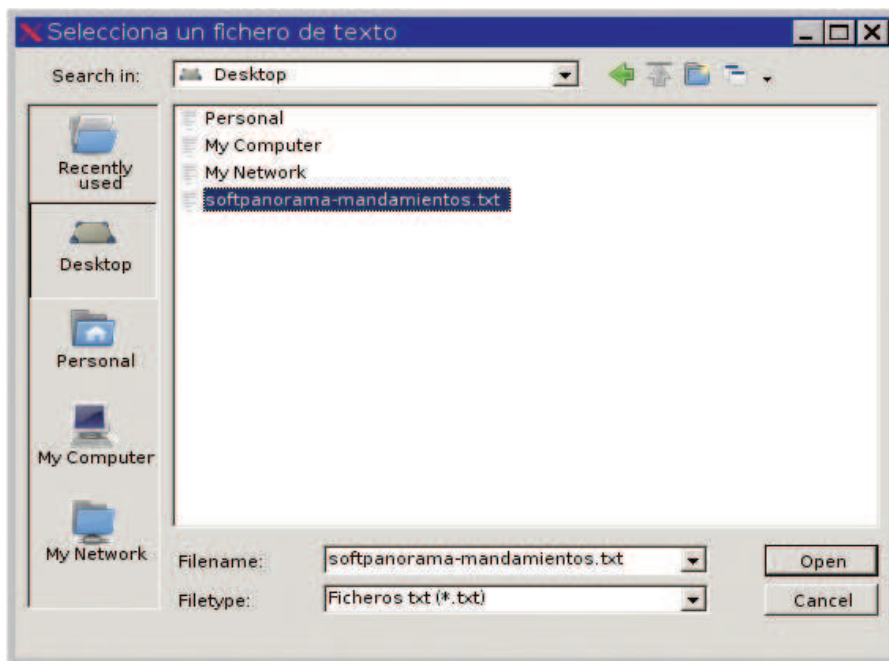 Selecciona un fichero de texto
Search in:
Desktop
Recently
used
Desktop
Personal
My Computer
My Network
Personal
My Computer
My Network
softpanorama-mandamientos.txt
Filename:
softpanorama-mandamientos.txt
Open
Filetype:
Ficheros txt (*.txt)
Cancel